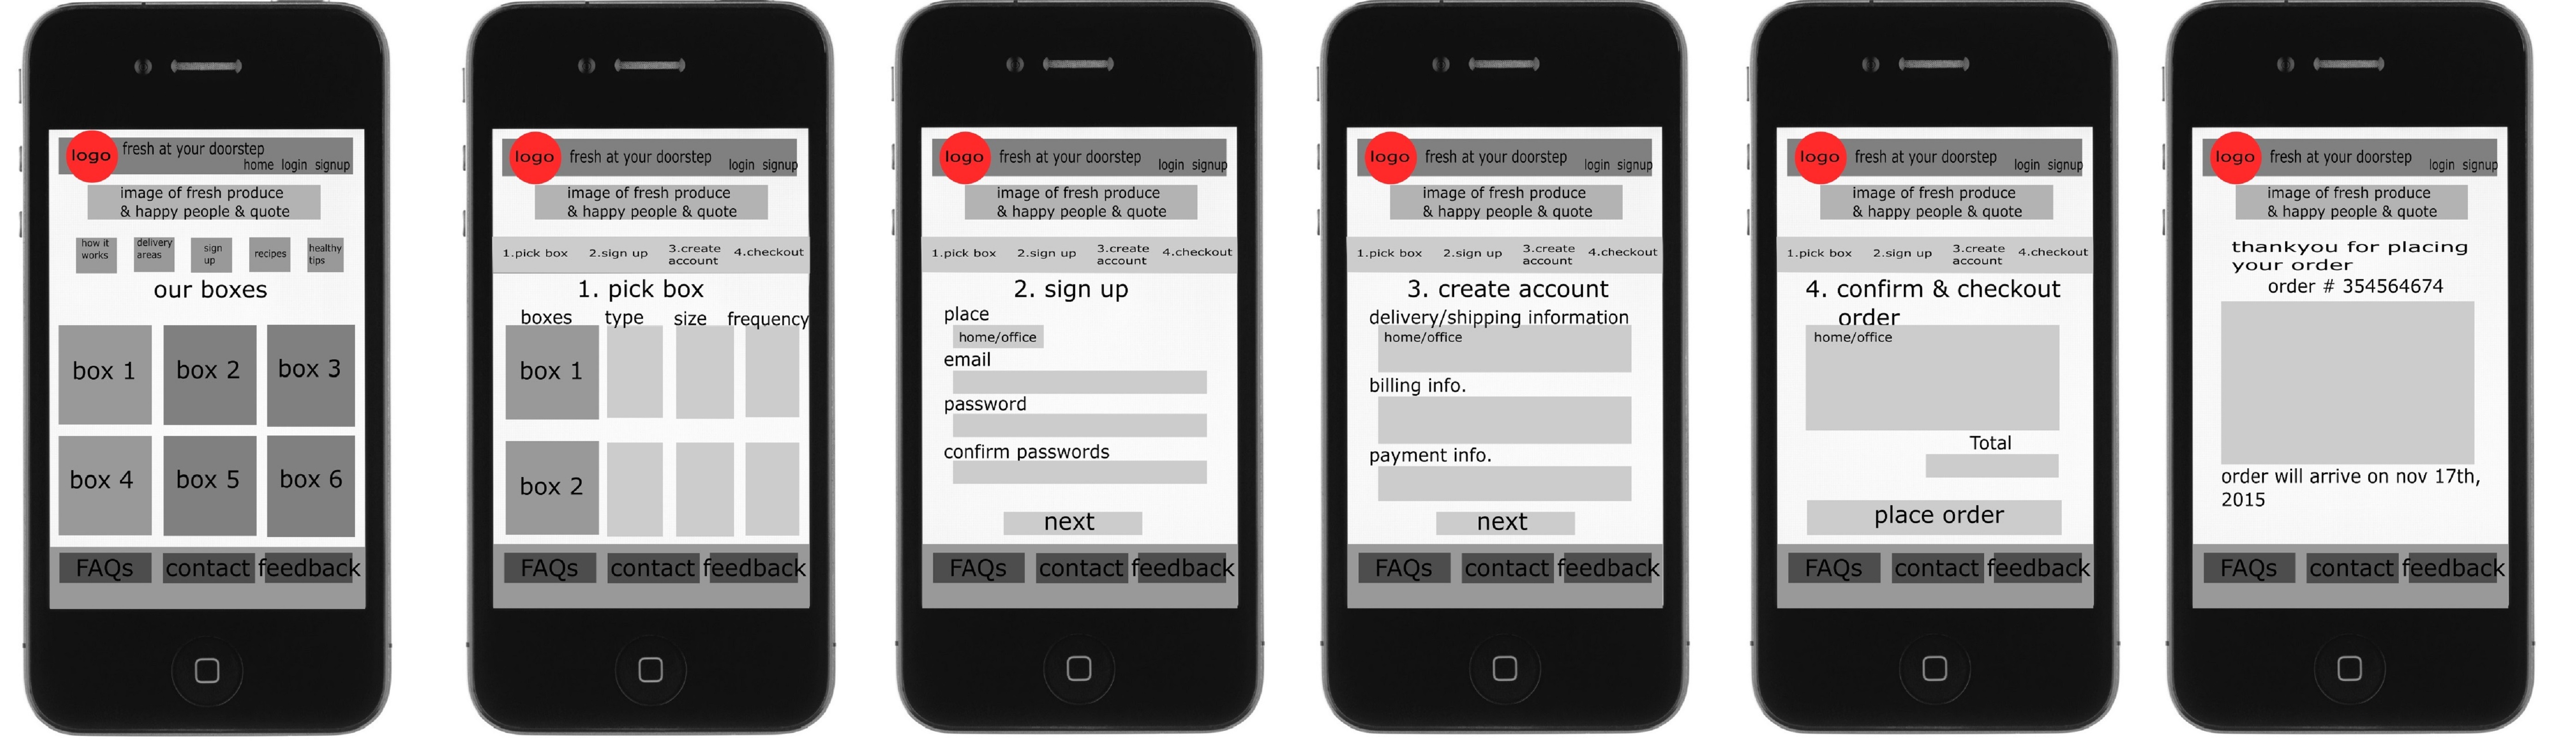 logo
fresh at your doorstep
home login signup
image of fresh produce
& happy people & quote
how it
works
delivery
areas
sign
up
recipes
healthy
tips
our boxes
box 1
box 2
box 3
box 4
box 5
box 6
FAQs
contact
feedback
logo
fresh at your doorstep
login signup
image of fresh produce
& happy people & quote
1.pick box
2.sign up
3.create
account
4.checkout
1. pick box
boxes
type
size
frequency
box 1
box 2
FAQs
contact
feedback
logo
fresh at your doorstep
login signup
image of fresh produce
& happy people & quote
1.pick box
2.sign up
3.create
account
4.checkout
2. sign up
place
home/office
email
password
confirm passwords
next
FAQs
contact
feedback
logo
fresh at your doorstep
login signup
image of fresh produce
& happy people & quote
1.pick box
2.sign up
3.create
account
4.checkout
3. create account
delivery/shipping information
home/office
billing info.
payment info.
next
FAQs
contact
feedback
logo
fresh at your doorstep
login signup
image of fresh produce
& happy people & quote
1.pick box
2.sign up
3.create
account
4.checkout
4. confirm & checkout
order
home/office
Total
place order
FAQs
contact
feedback
logo
fresh at your doorstep
login signup
image of fresh produce
& happy people & quote
thankyou for placing
your order
order # 354564674
order will arrive on nov 17th,
2015
FAQs
contact
feedback